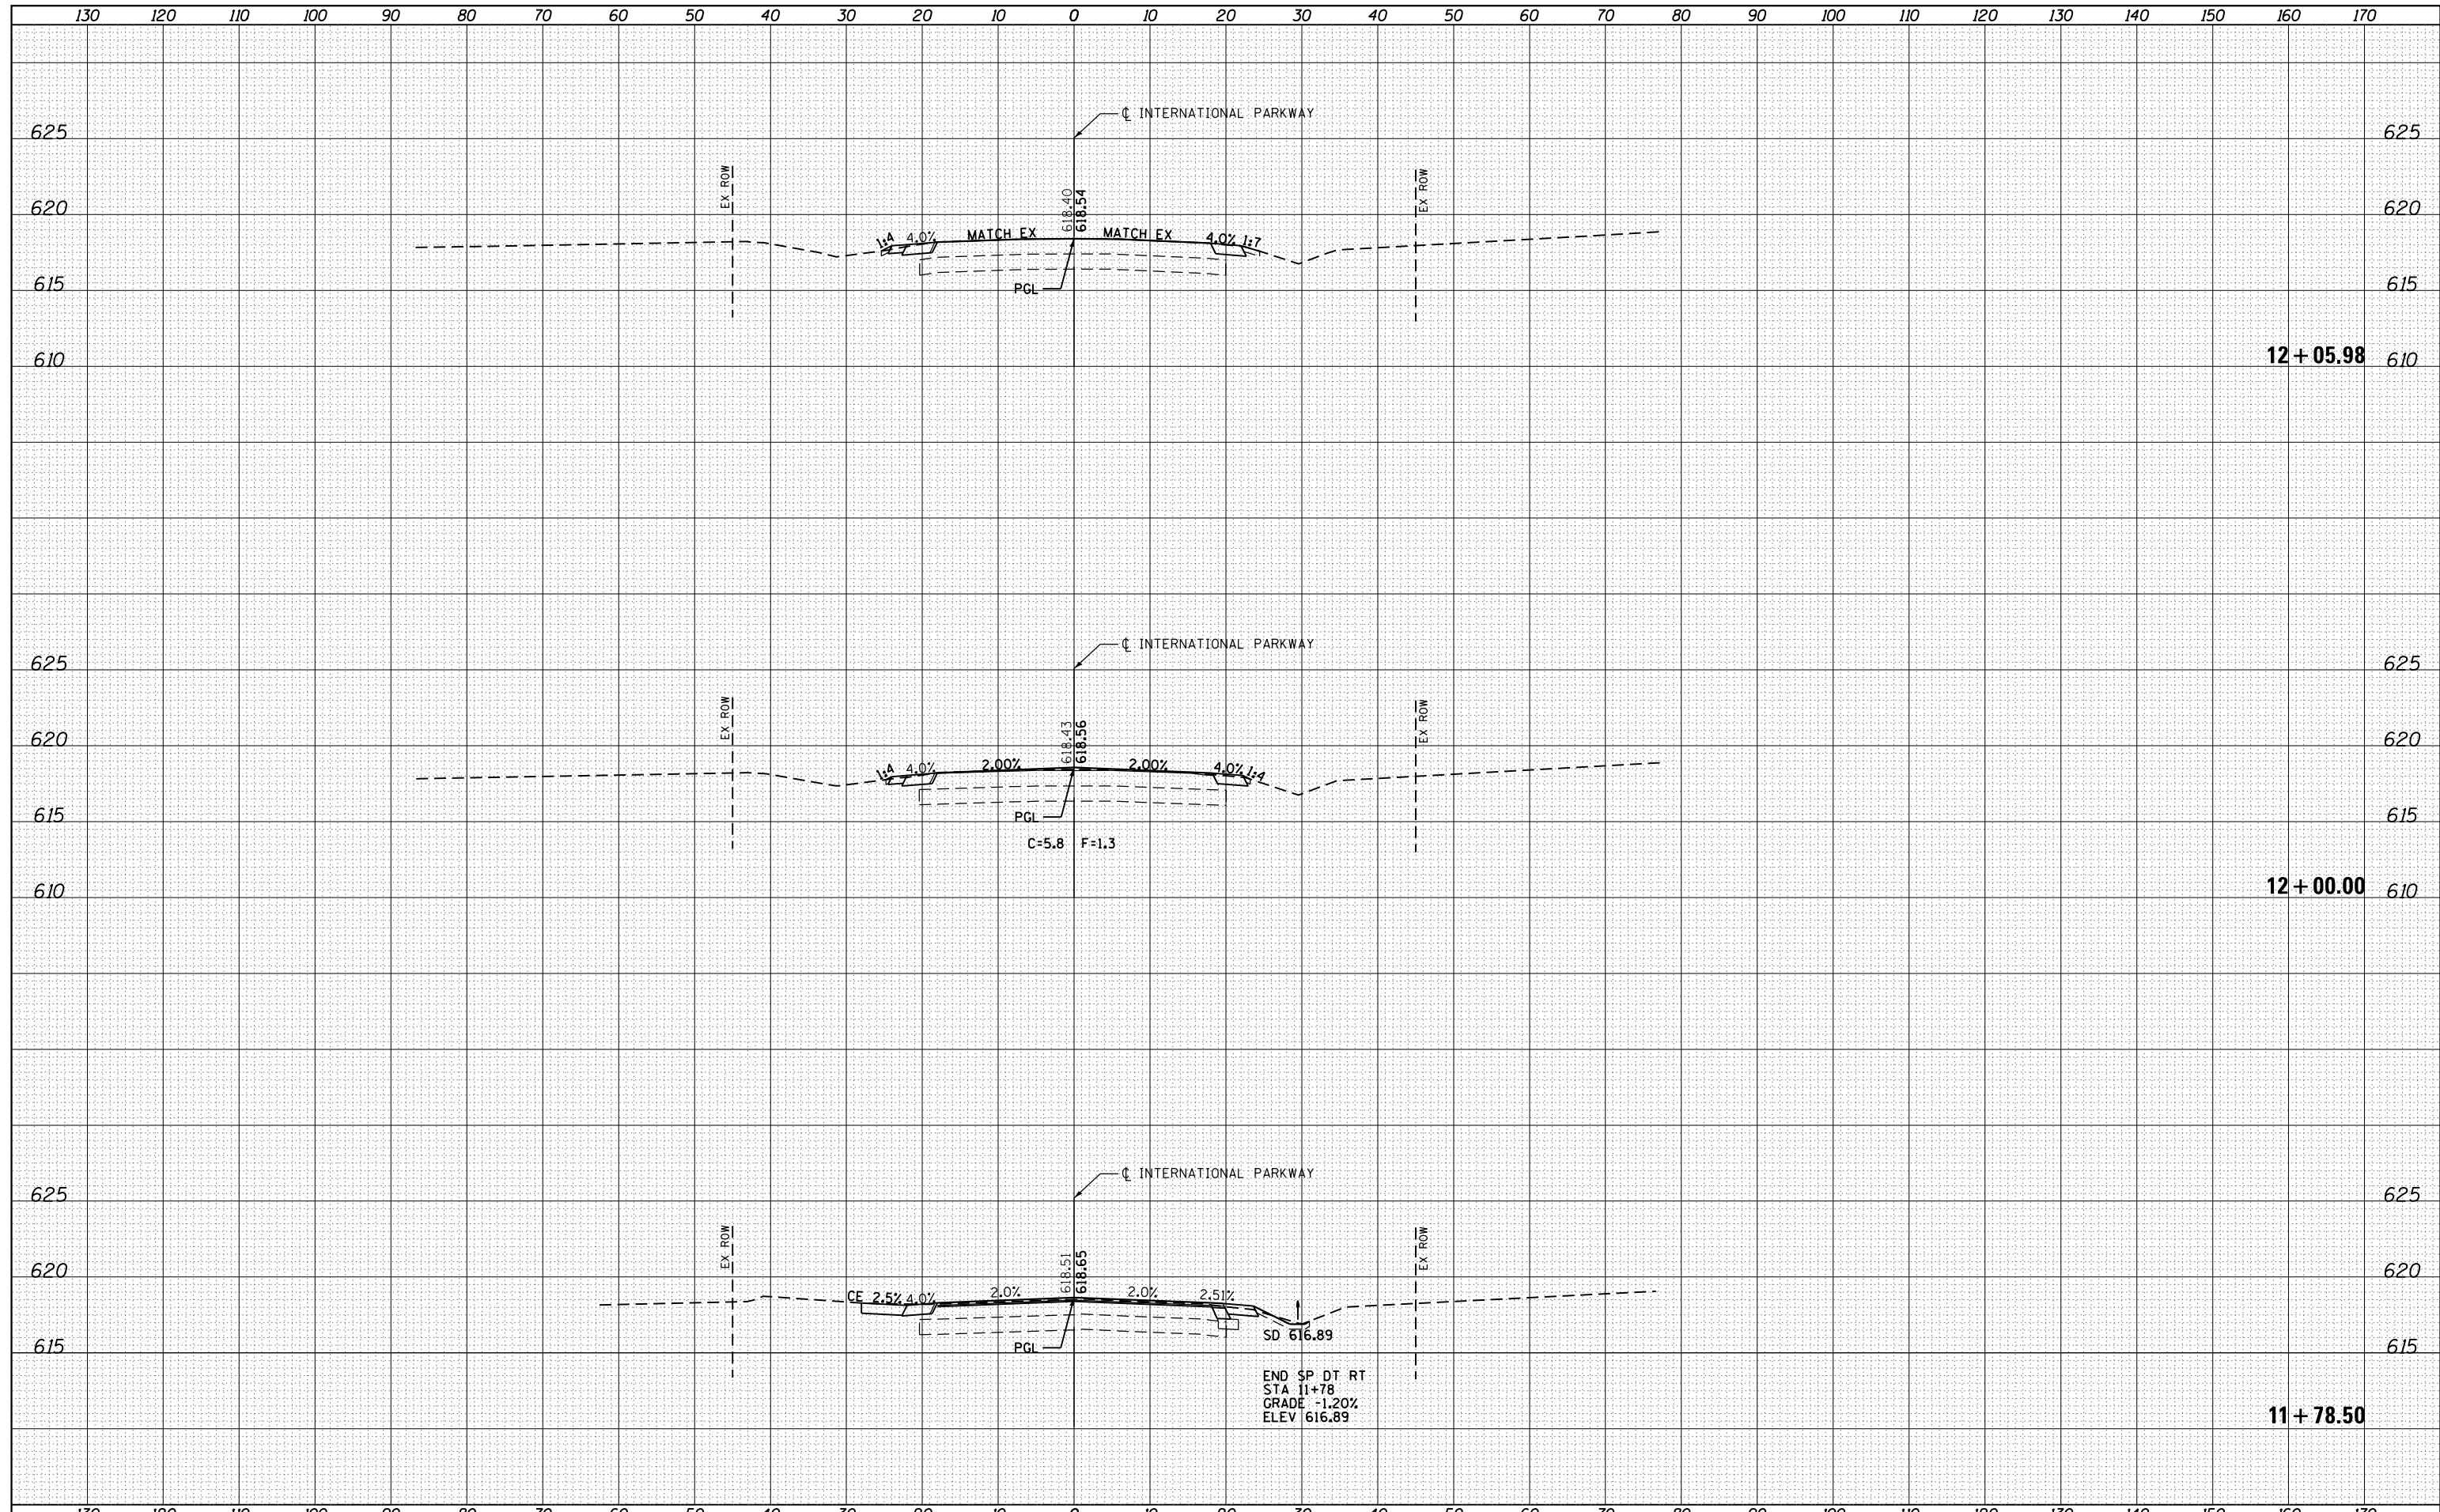 130 120 110 100 90 80 70 60 50 40 30 20 10 0 10 20 30 40 50 60 70 80 90 100 110 120 130 140 150 160 170
℄ INTERNATIONAL PARKWAY
625 625
EX ROW EX ROW
618.40
618.54
620 620
1:4 4.0% MATCH EX MATCH EX 4.0% 1:7
615 615
PGL
12+05.98
610 610
℄ INTERNATIONAL PARKWAY
625 625
EX ROW EX ROW
618.43
618.56
620 620
1:4 4.0% 2.00% 2.00% 4.0% 1:4
615 615
PGL
C=5.8 F=1.3
12+00.00
610 610
℄ INTERNATIONAL PARKWAY
625 625
EX ROW EX ROW
618.51
618.65
620 620
CE 2.5% 4.0% 2.0% 2.0% 2.51%
SD 616.89
615 615
PGL
END SP DT RT
STA 11+78
GRADE -1.20%
ELEV 616.89
11+78.50